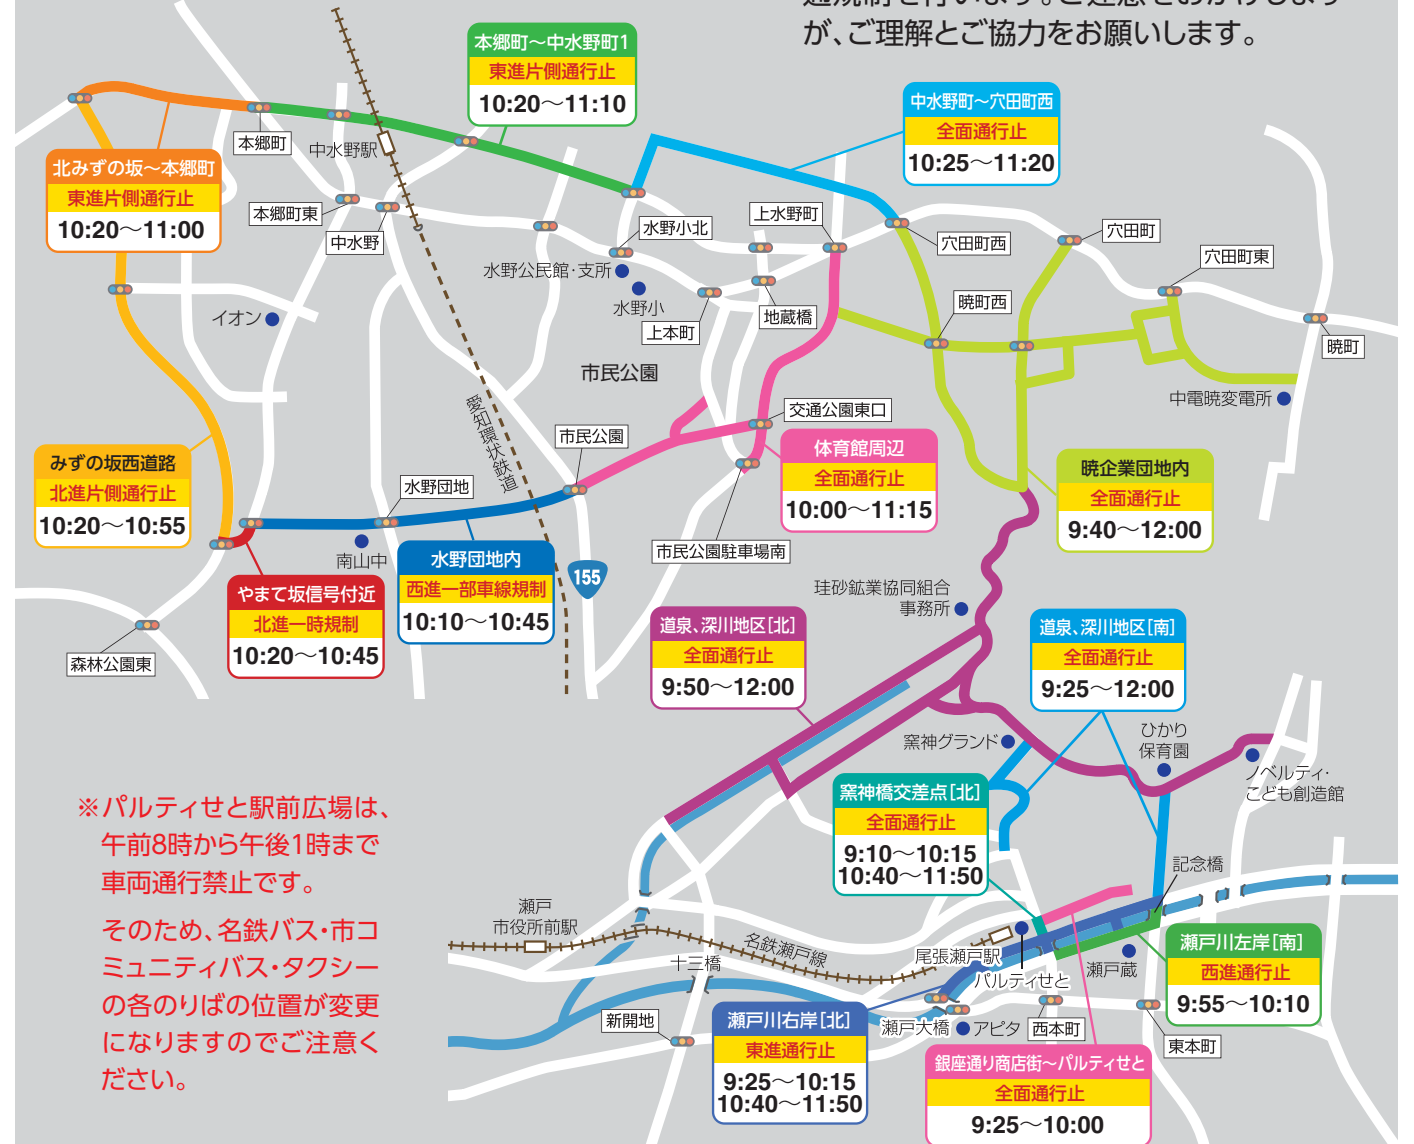 が、ご理解とご協力をお願いします。
本郷町～中水野町1
東進片側通行止
10:20～11:10
中水野町～穴田町西
全面通行止
10:25～11:20
北みずの坂～本郷町
東進片側通行止
10:20～11:00
本郷町
中水野駅
本郷町東
中水野
水野小北
上水野町
穴田町西
穴田町
穴田町東
水野公民館・支所
水野小
イオン
上本町
地蔵橋
暁町西
暁町
市民公園
中電暁変電所
愛知環状鉄道
交通公園東口
市民公園
みずの坂西道路
北進片側通行止
10:20～10:55
体育館周辺
全面通行止
10:00～11:15
暁企業団地内
全面通行止
9:40～12:00
水野団地
南山中
市民公園駐車場南
水野団地内
西進一部車線規制
10:10～10:45
155
やまて坂信号付近
北進一時規制
10:20～10:45
森林公園東
珪砂鉱業協同組合
事務所
道泉、深川地区[北]
全面通行止
9:50～12:00
道泉、深川地区[南]
全面通行止
9:25～12:00
窯神グランド
ひかり
保育園
ノベルティ・
こども創造館
窯神橋交差点[北]
全面通行止
9:10～10:15
10:40～11:50
※パルティせと駅前広場は、
午前8時から午後1時まで
車両通行禁止です。
そのため、名鉄バス・市コ
ミュニティバス・タクシー
の各のりばの位置が変更
になりますのでご注意く
ださい。
記念橋
瀬戸
市役所前駅
名鉄瀬戸線
尾張瀬戸駅
パルティせと
瀬戸蔵
十三橋
瀬戸川左岸[南]
西進通行止
9:55～10:10
新開地
瀬戸川右岸[北]
東進通行止
9:25～10:15
10:40～11:50
瀬戸大橋
アピタ
西本町
東本町
銀座通り商店街～パルティせと
全面通行止
9:25～10:00